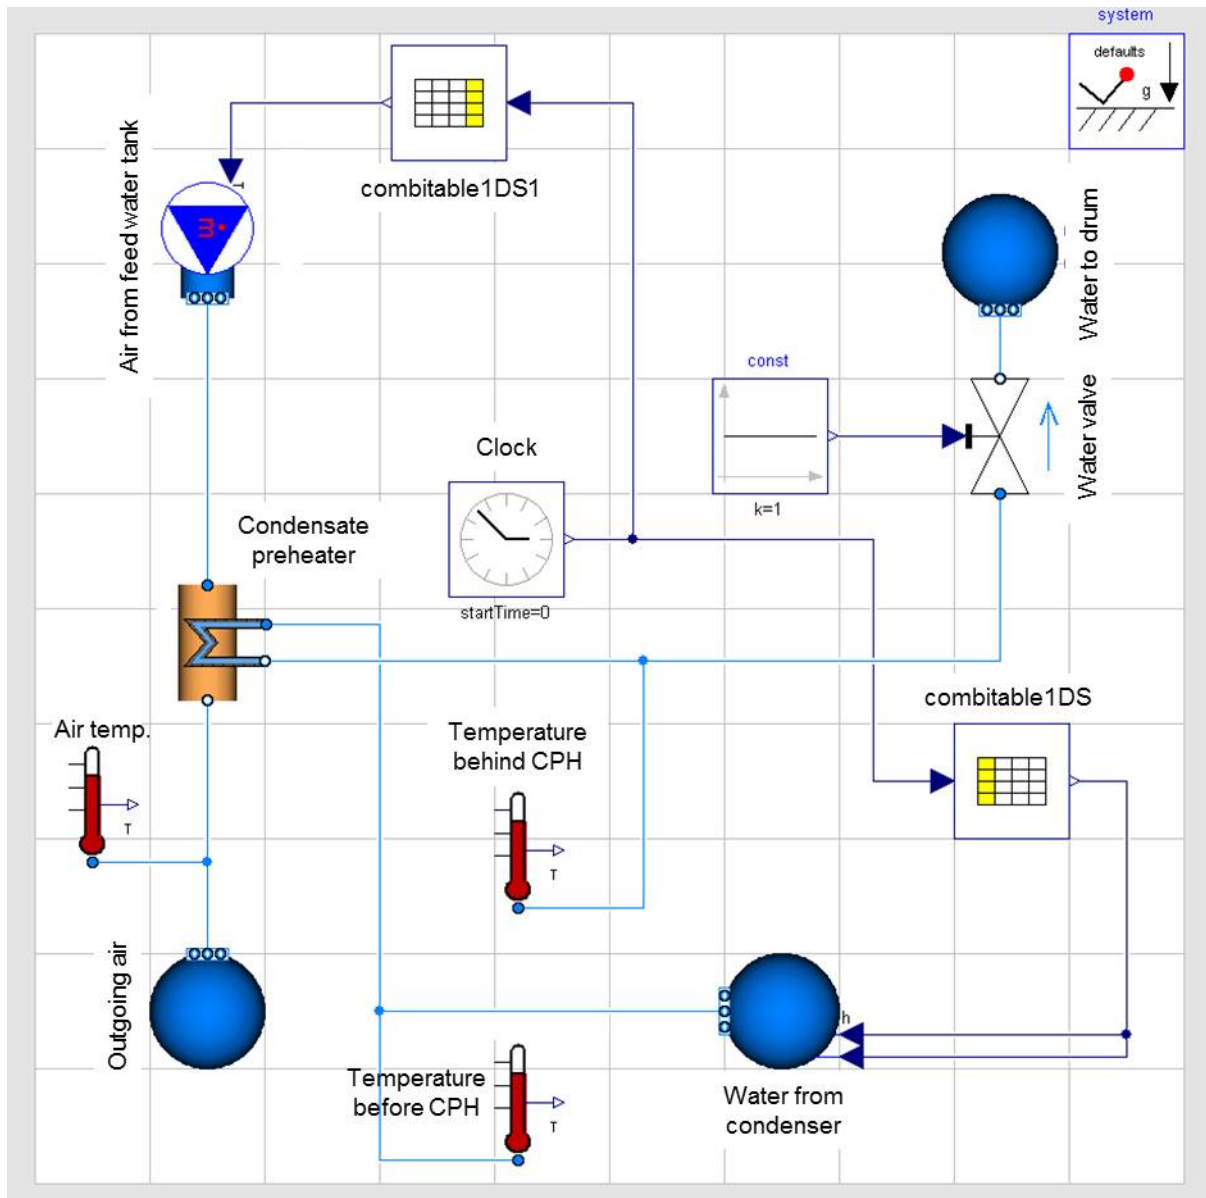 system
defaults
g
Air from feed water tank
combitable1DS1
T
ṁ
Water to drum
const
k=1
Water valve
Clock
startTime=0
Condensate
preheater
combitable1DS
Air temp.
T
Temperature
behind CPH
T
Outgoing air
h
Temperature
before CPH
T
Water from
condenser